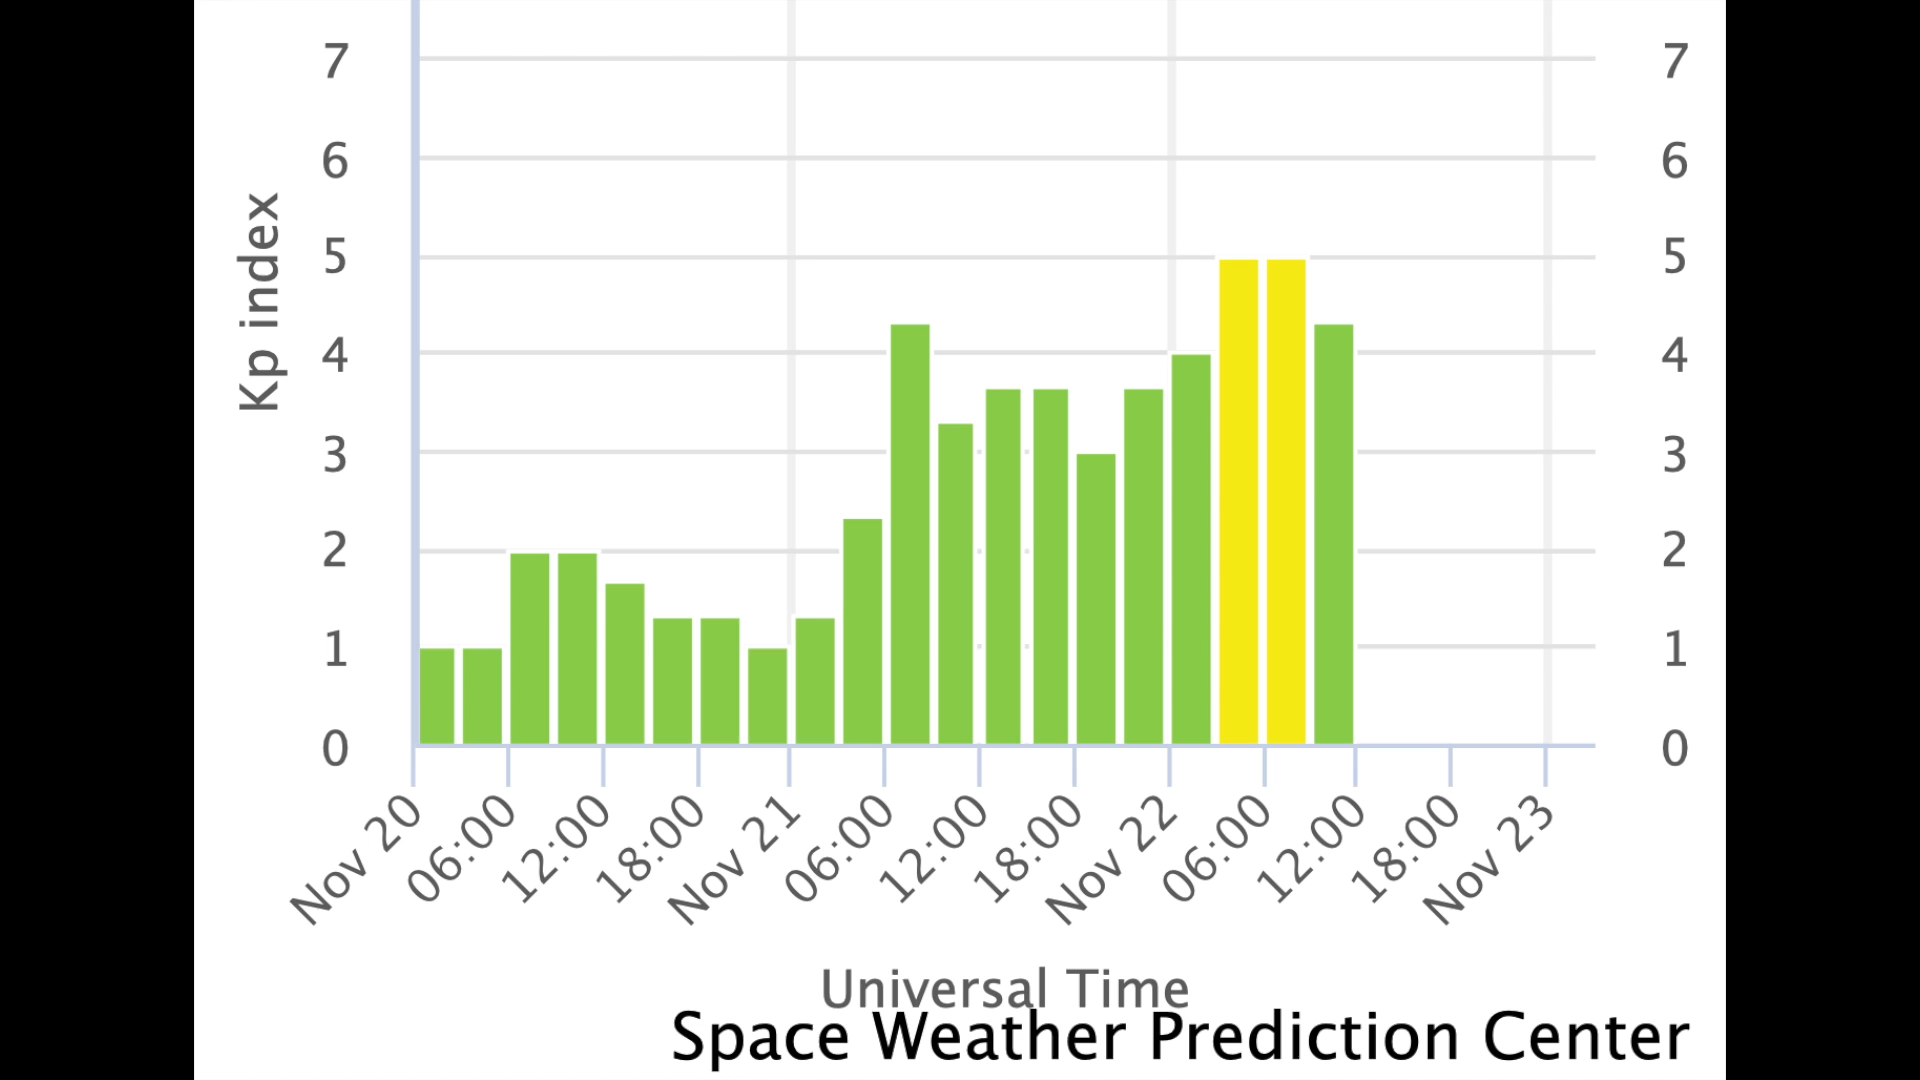 7 7
6 6
5 5
4 4
3 3
2 2
1 1
0 0
Kp index
Nov 20 06:00 12:00 18:00 Nov 21 06:00 12:00 18:00 Nov 22 06:00 12:00 18:00 Nov 23
Universal Time
Space Weather Prediction Center